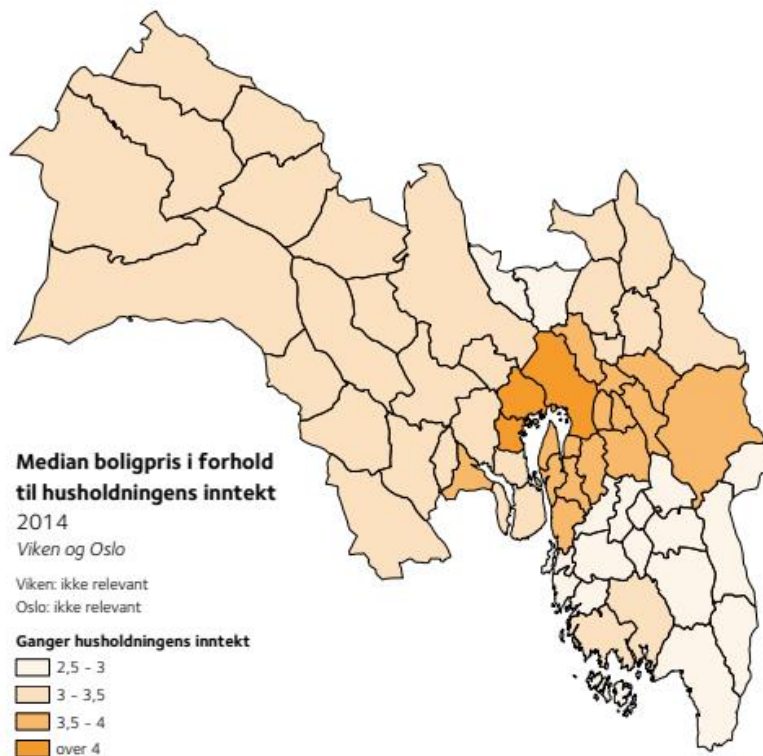 Median boligpris i forhold
til husholdningens inntekt
2014
Viken og Oslo
Viken: ikke relevant
Oslo: ikke relevant
Ganger husholdningens inntekt
2,5 - 3
3 - 3,5
3,5 - 4
over 4